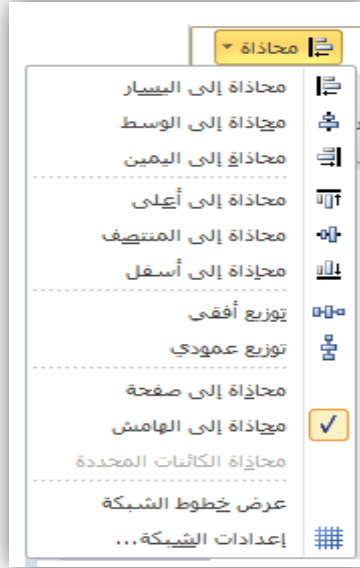 محاذاة
محاذاة إلى اليسار
محاذاة إلى الوسط
محاذاة إلى اليمين
محاذاة إلى أعلى
محاذاة إلى المنتصف
محاذاة إلى أسفل
توزيع أفقي
توزيع عمودي
محاذاة إلى صفحة
محاذاة إلى الهامش
محاذاة الكائنات المحددة
عرض خطوط الشبكة
إعدادات الشبكة...